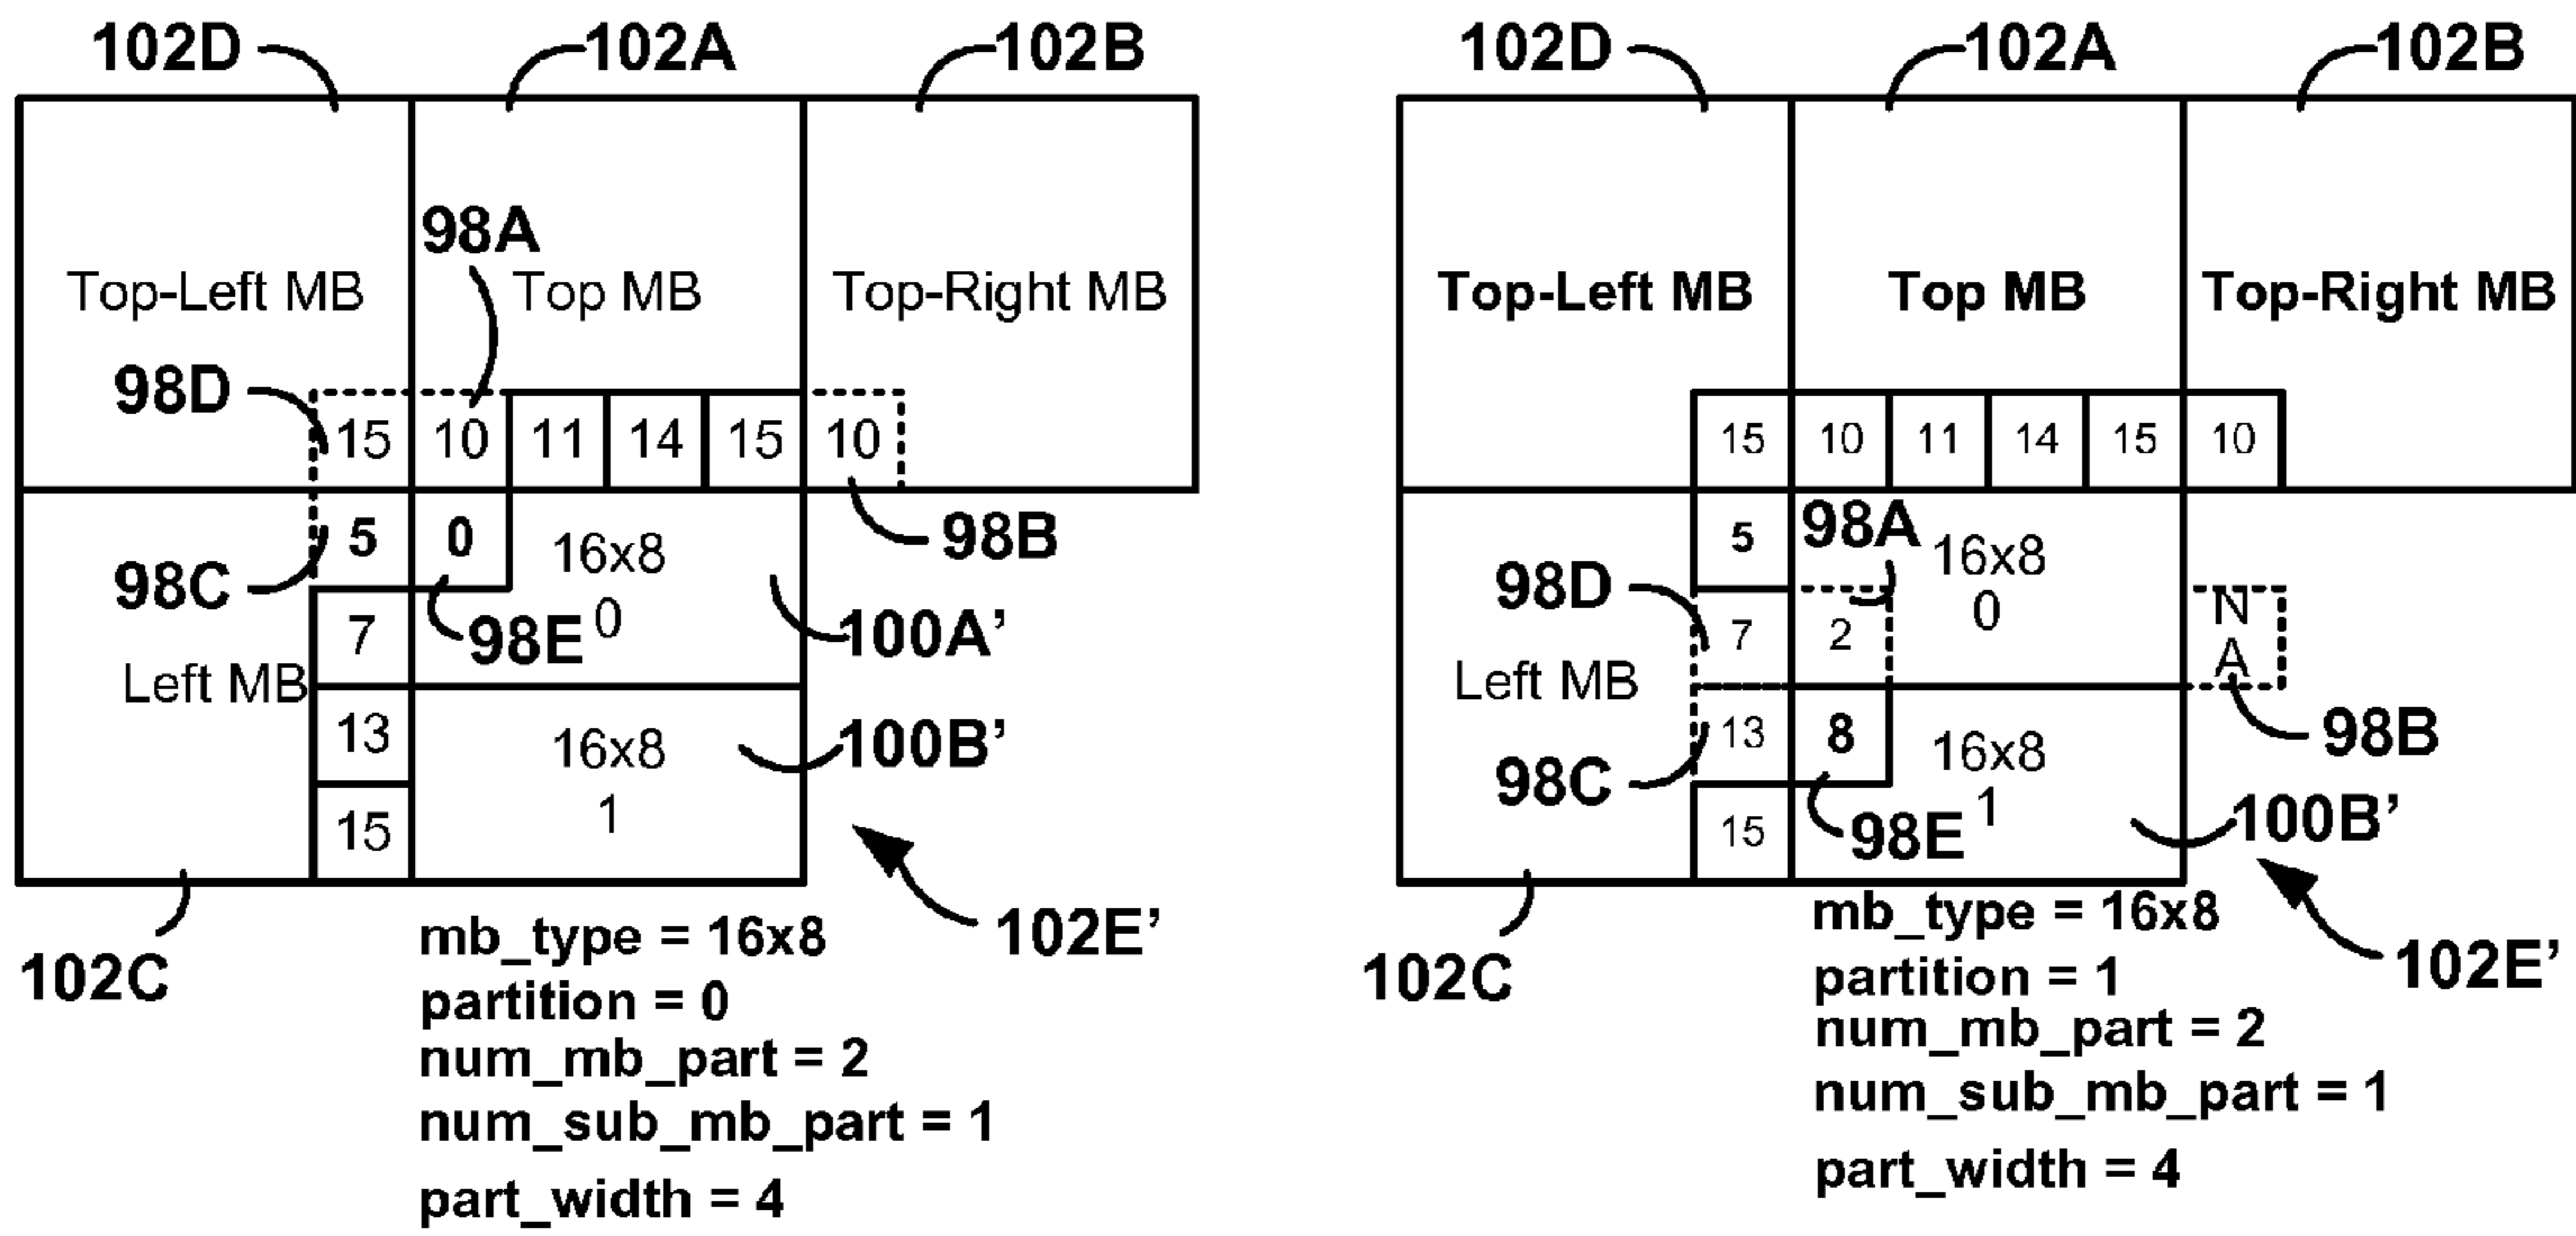 102D 102A 102B
98A
Top-Left MB Top MB Top-Right MB
98D
15 10 11 14 15 10
5 0 16x8
98B
98C
7 98E 0 100A’
Left MB
13 16x8 100B’
15 1
102E’
102C
mb_type = 16x8
partition = 0
num_mb_part = 2
num_sub_mb_part = 1
part_width = 4
102D 102A 102B
Top-Left MB Top MB Top-Right MB
15 10 11 14 15 10
5 98A 16x8
98D 0 N
7 2 A
Left MB
13 8 16x8 98B
98C
15 98E 1 100B’
mb_type = 16x8
102C partition = 1 102E’
num_mb_part = 2
num_sub_mb_part = 1
part_width = 4